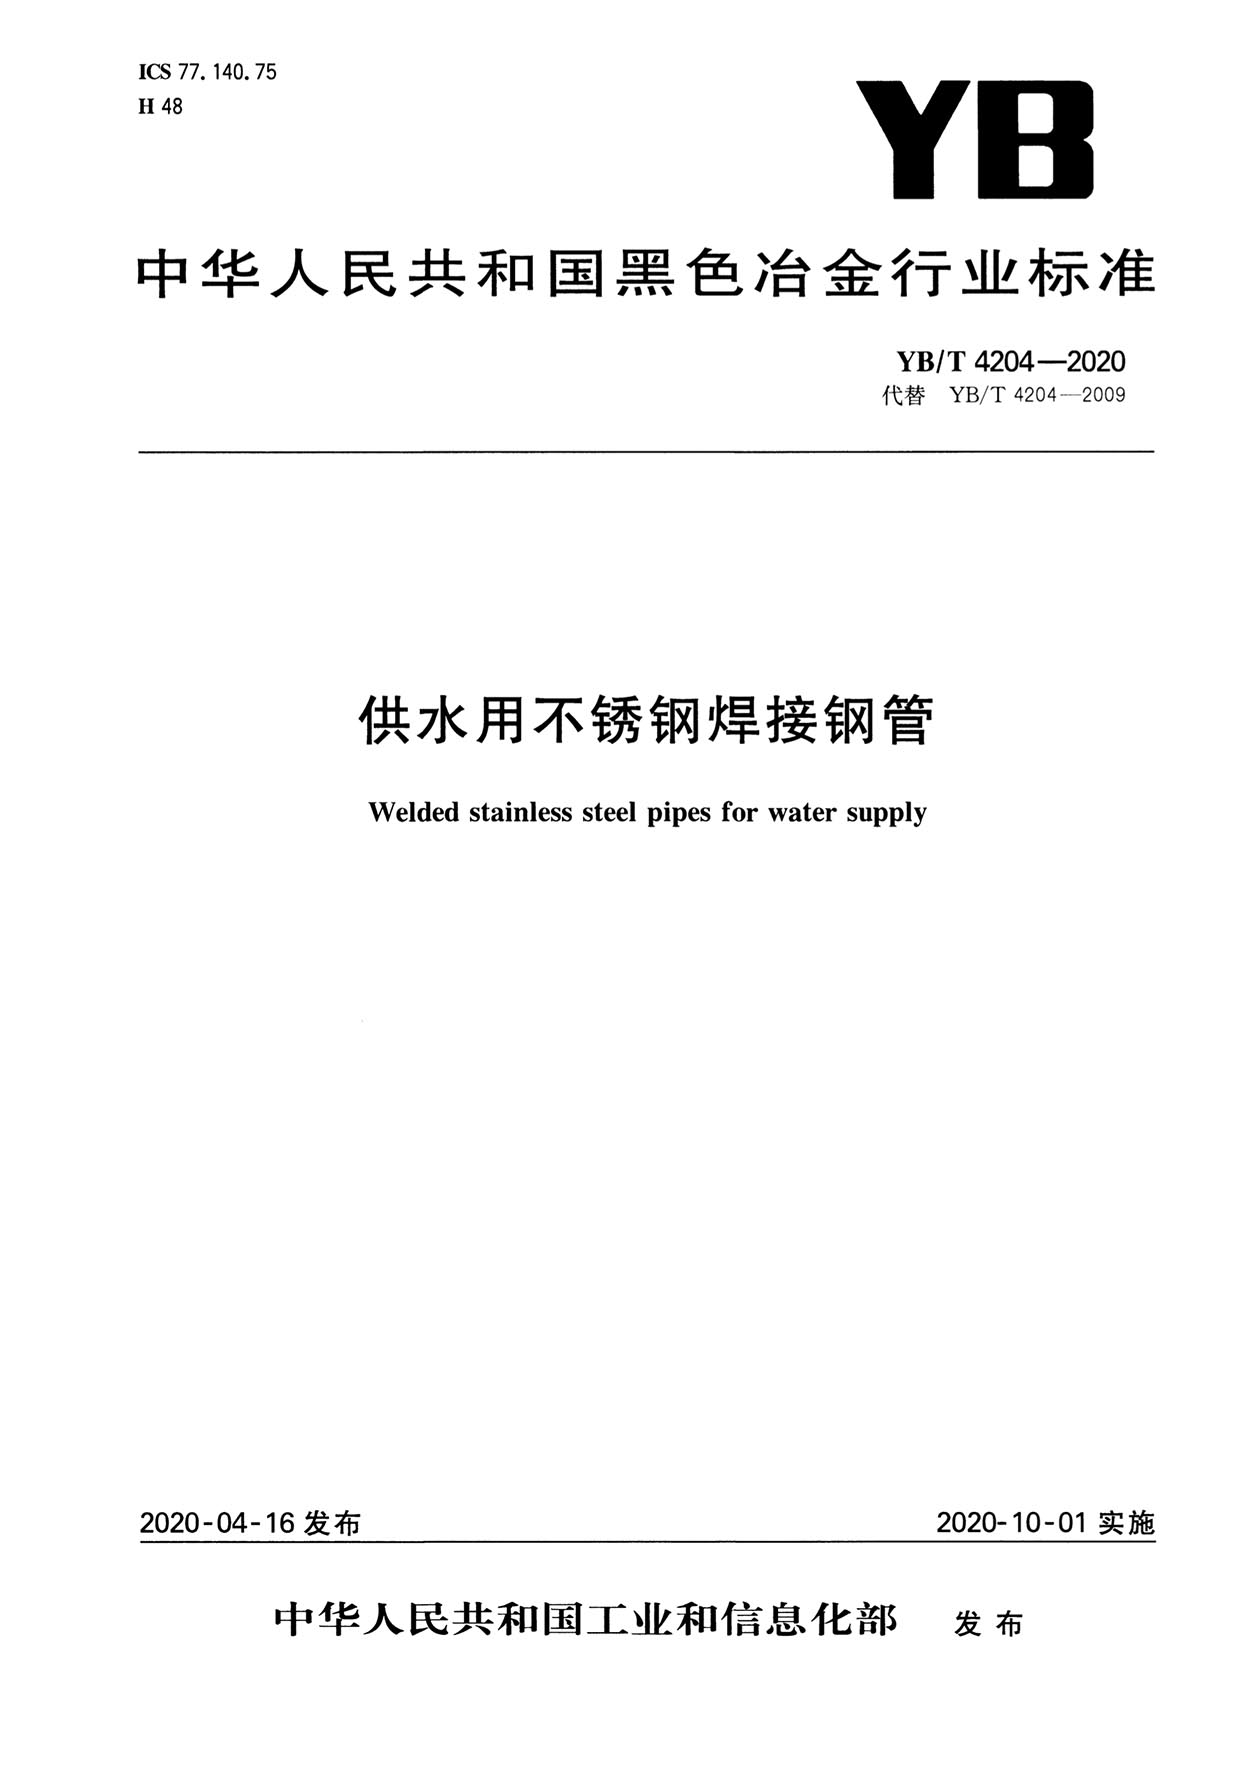 ICS 77.140.75
H 48
YB
中华人民共和国黑色冶金行业标准
YB/T 4204—2020
代替 YB/T 4204—2009
供水用不锈钢焊接钢管
Welded stainless steel pipes for water supply
2020-04-16 发布
2020-10-01 实施
中华人民共和国工业和信息化部 发布